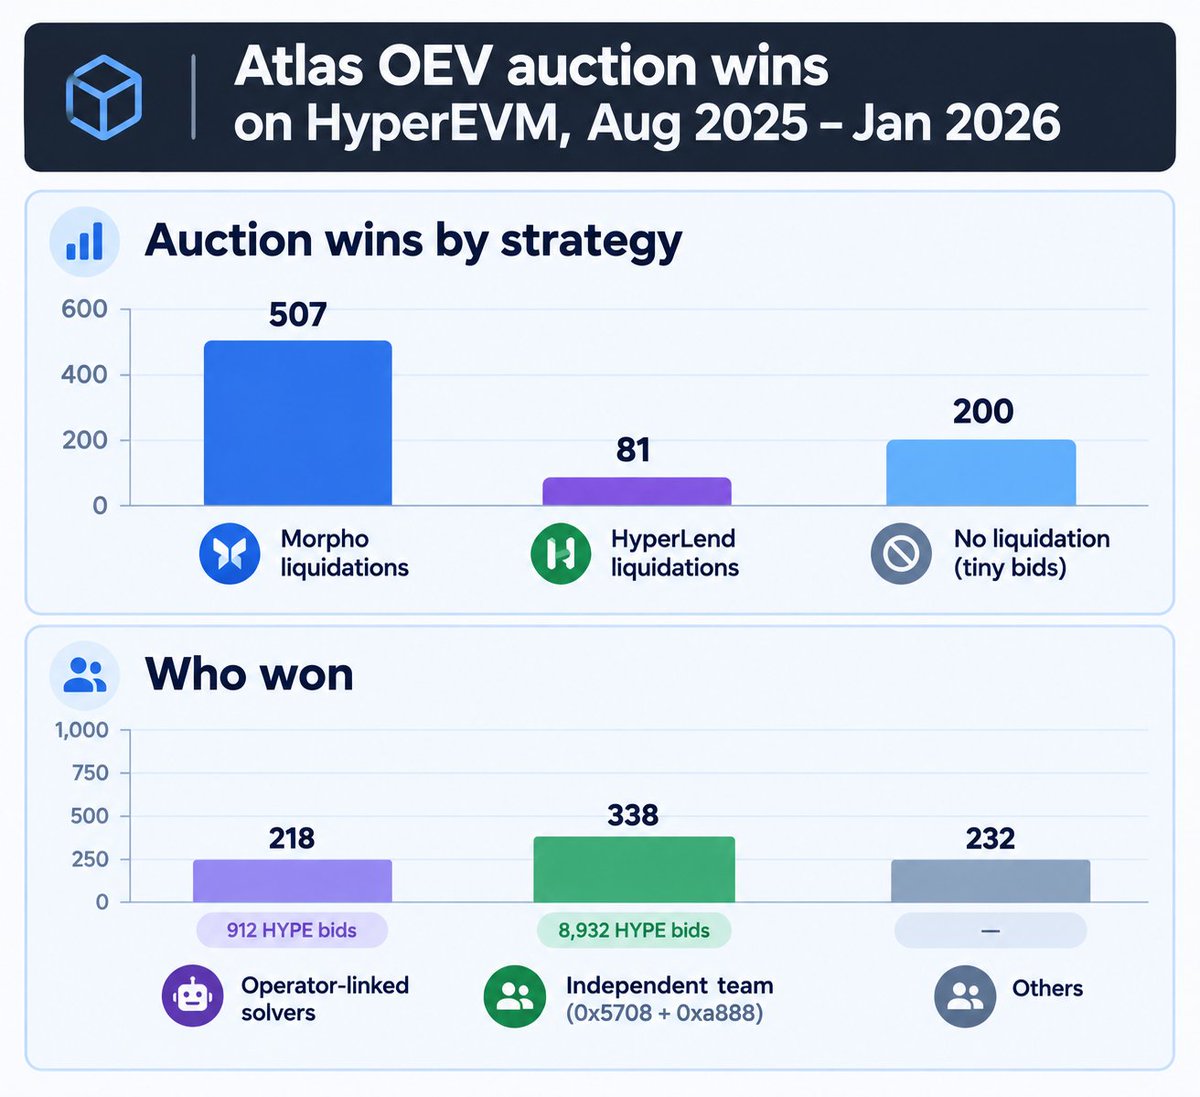 Atlas OEV auction wins
on HyperEVM, Aug 2025 – Jan 2026
Auction wins by strategy
600
400
200
0
507
81
200
Morpho
liquidations
HyperLend
liquidations
No liquidation
(tiny bids)
Who won
1,000
750
500
250
0
218
338
232
912 HYPE bids
8,932 HYPE bids
—
Operator-linked
solvers
Independent team
(0x5708 + 0xa888)
Others